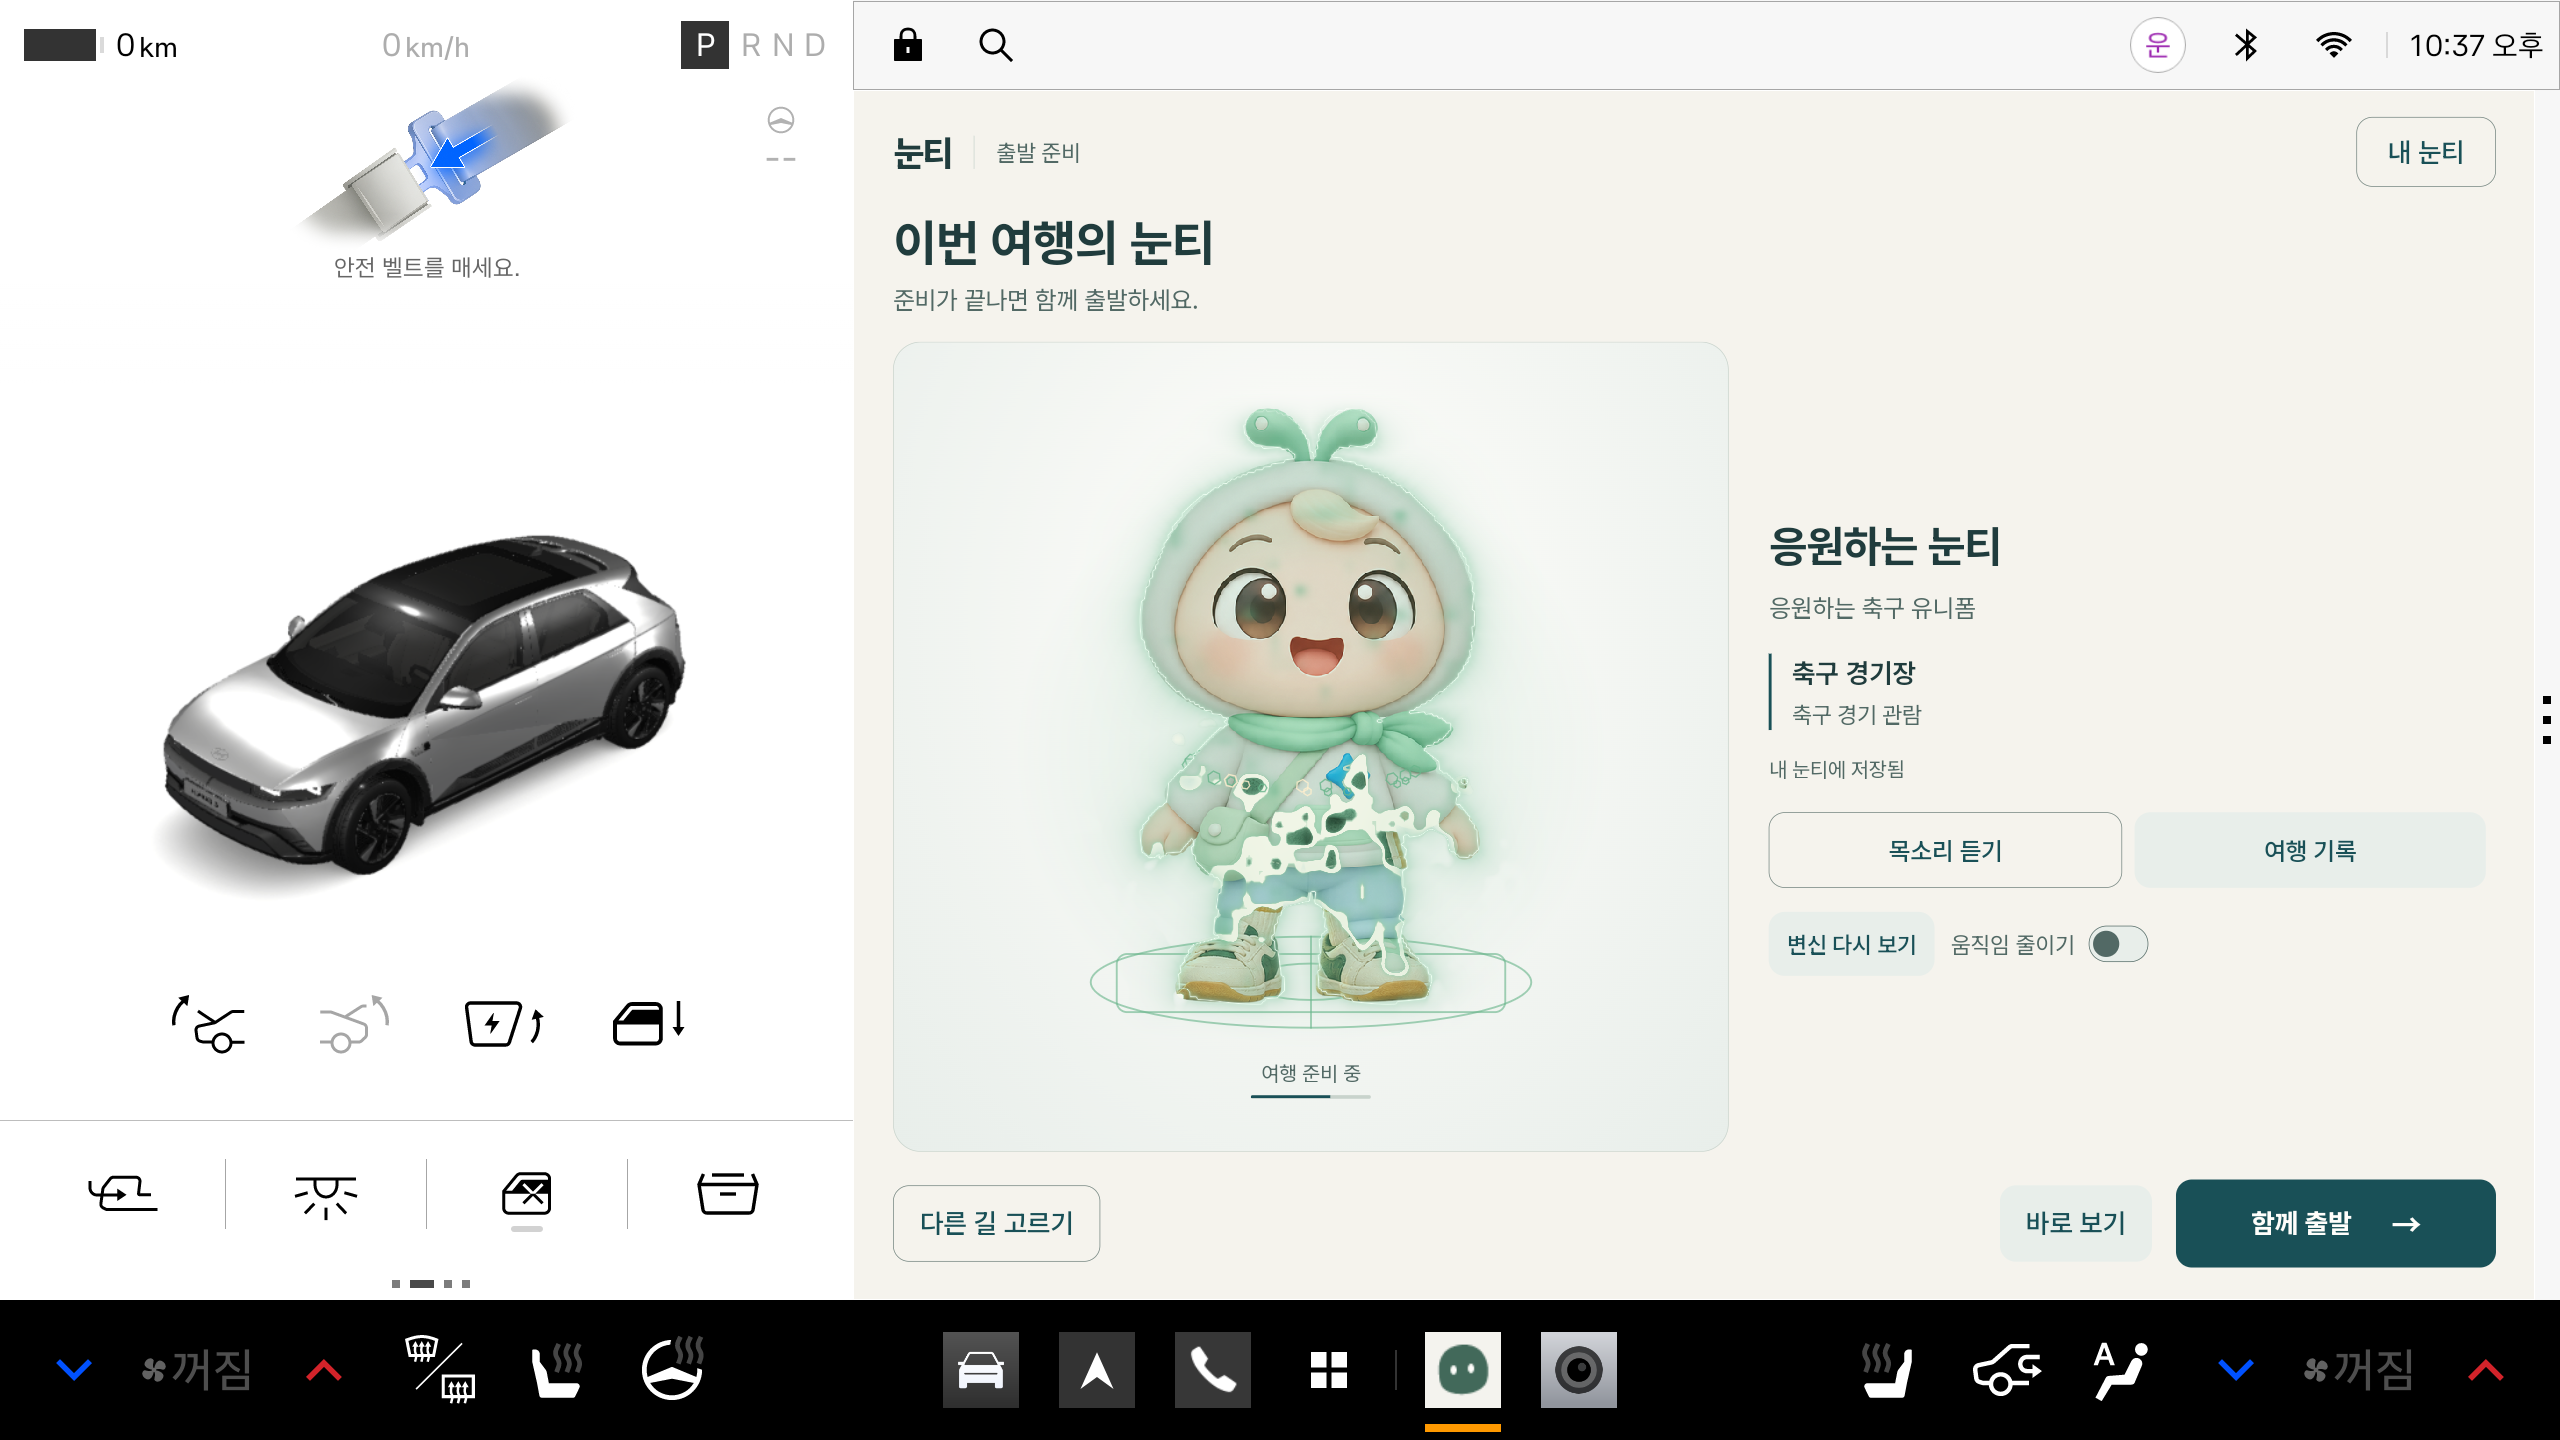 0 km
0 km/h
P R N D
운
10:37 오후
안전 벨트를 매세요.
눈티
출발 준비
내 눈티
이번 여행의 눈티
준비가 끝나면 함께 출발하세요.
여행 준비 중
응원하는 눈티
응원하는 축구 유니폼
축구 경기장
축구 경기 관람
내 눈티에 저장됨
목소리 듣기
여행 기록
변신 다시 보기
움직임 줄이기
다른 길 고르기
바로 보기
함께 출발 →
꺼짐
A
꺼짐